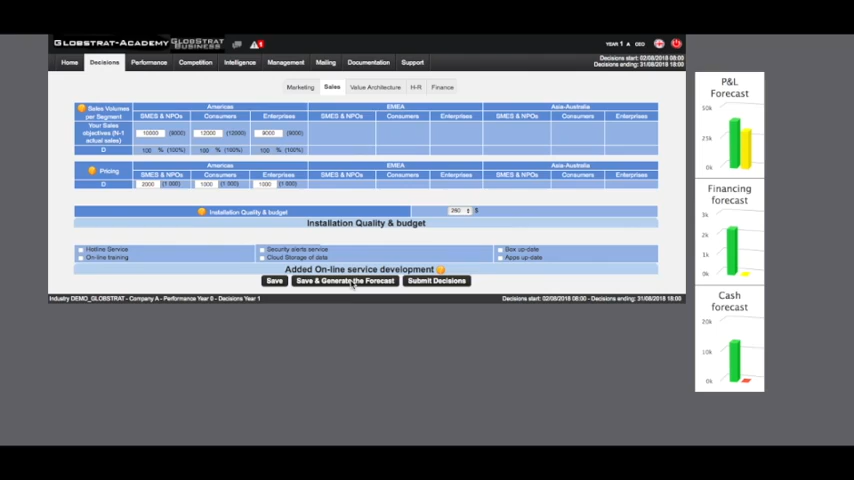 GLOBSTRAT-ACADEMY GLOBSTRAT BUSINESS YEAR 1 A CEO
Home Decisions Performance Competition Intelligence Management Mailing Documentation Support Decisions start: 02/08/2018 08:00
Decisions ending: 31/08/2018 18:00
Marketing Sales Value Architecture H-R Finance
Sales Volumes per Segment Americas EMEA Asia-Australia
SMES & NPOs Consumers Enterprises SMES & NPOs Consumers Enterprises SMES & NPOs Consumers Enterprises
Your Sales objectives (N-1 actual sales) 10000 (9000) 12000 (12000) 9000 (9000)
D 100 % (100%) 100 % (100%) 100 % (100%)
Pricing Americas EMEA Asia-Australia
SMES & NPOs Consumers Enterprises SMES & NPOs Consumers Enterprises SMES & NPOs Consumers Enterprises
D 2000 (1 000) 1000 (1 000) 1000 (1 000)
Installation Quality & budget 280 $
Installation Quality & budget
Hotline Service Security alerts service Box up-date
On-line training Cloud Storage of data Apps up-date
Added On-line service development
Save Save & Generate the Forecast Submit Decisions
Industry DEMO_GLOBSTRAT - Company A - Performance Year 0 - Decisions Year 1 Decisions start: 02/08/2018 08:00 - Decisions ending: 31/08/2018 18:00
P&L
Forecast
50k
25k
0k
Financing
forecast
3k
2k
1k
0k
Cash
forecast
20k
10k
0k